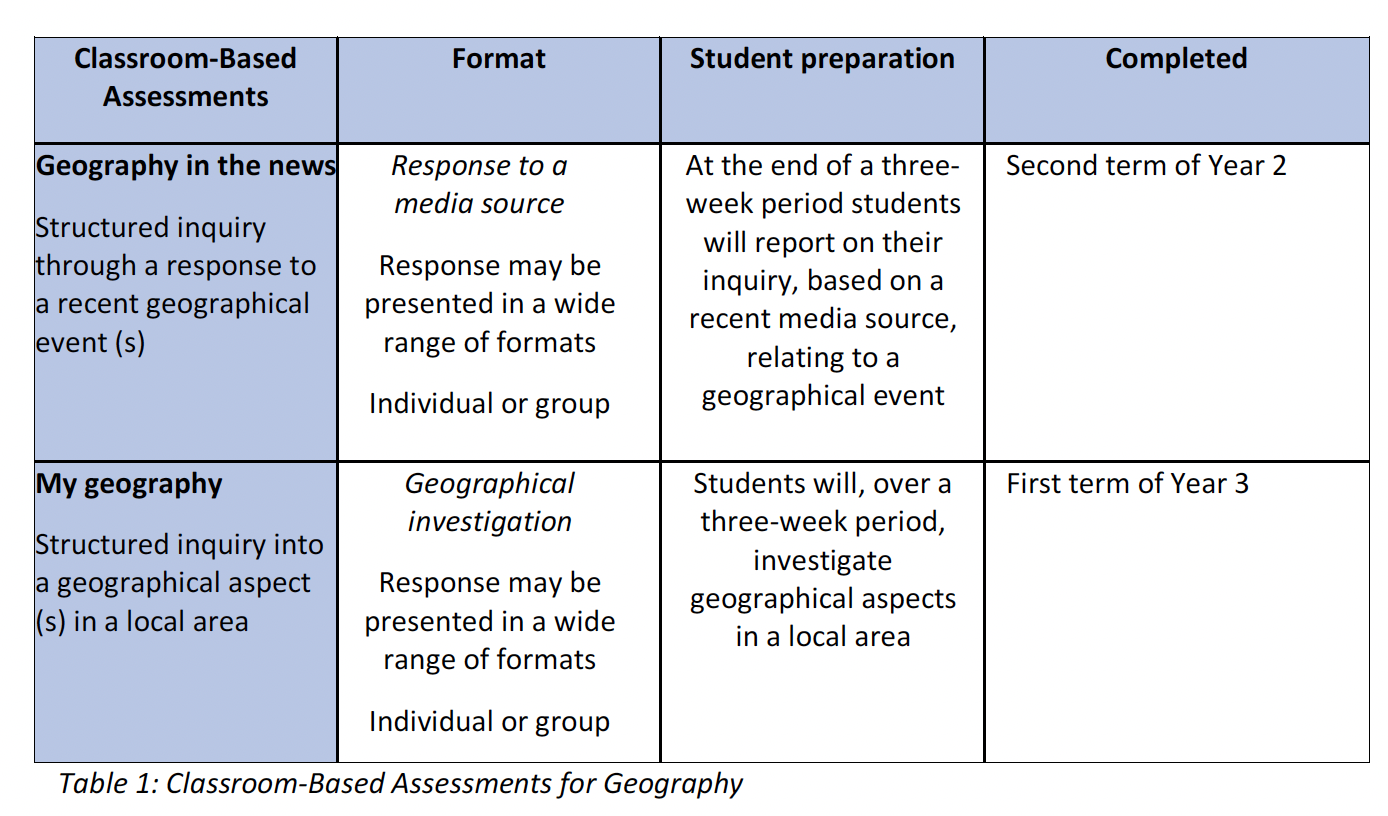 Classroom-Based
Assessments
Format
Student preparation
Completed
Geography in the news
Structured inquiry
through a response to
a recent geographical
event (s)
Response to a
media source
Response may be
presented in a wide
range of formats
Individual or group
At the end of a three-
week period students
will report on their
inquiry, based on a
recent media source,
relating to a
geographical event
Second term of Year 2
My geography
Structured inquiry into
a geographical aspect
(s) in a local area
Geographical
investigation
Response may be
presented in a wide
range of formats
Individual or group
Students will, over a
three-week period,
investigate
geographical aspects
in a local area
First term of Year 3
Table 1: Classroom-Based Assessments for Geography